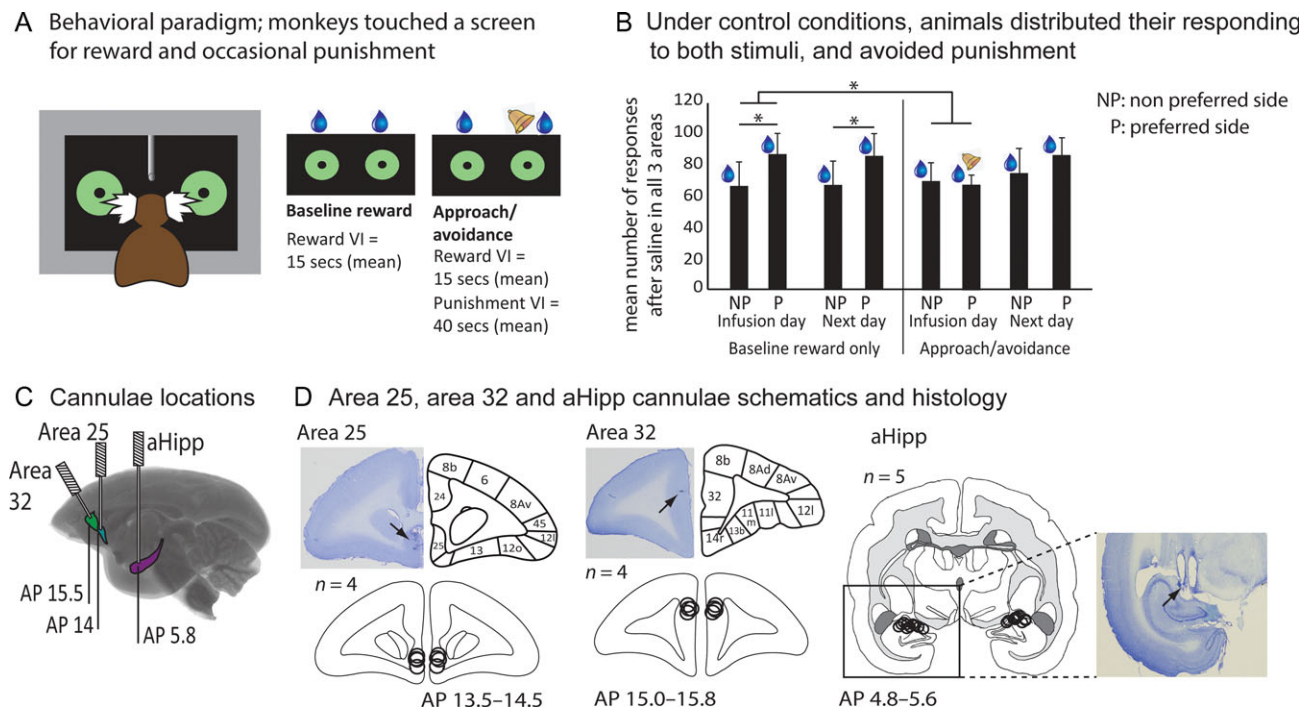 A Behavioral paradigm; monkeys touched a screen
for reward and occasional punishment
Baseline reward
Reward VI =
15 secs (mean)
Approach/
avoidance
Reward VI =
15 secs (mean)
Punishment VI =
40 secs (mean)
B Under control conditions, animals distributed their responding
to both stimuli, and avoided punishment
mean number of responses
after saline in all 3 areas
120
100
80
60
40
20
0
*
*
*
NP P NP P NP P NP P
Infusion day Next day Infusion day Next day
Baseline reward only Approach/avoidance
NP: non preferred side
P: preferred side
C Cannulae locations
Area 25
aHipp
Area
32
AP 15.5
AP 14
AP 5.8
D Area 25, area 32 and aHipp cannulae schematics and histology
Area 25
8b
6
8Av
24
45
12l
25
13
12o
n = 4
AP 13.5–14.5
Area 32
8b
8Ad
8Av
32
11
m
11l
12l
14r
13b
n = 4
AP 15.0–15.8
aHipp
n = 5
AP 4.8–5.6